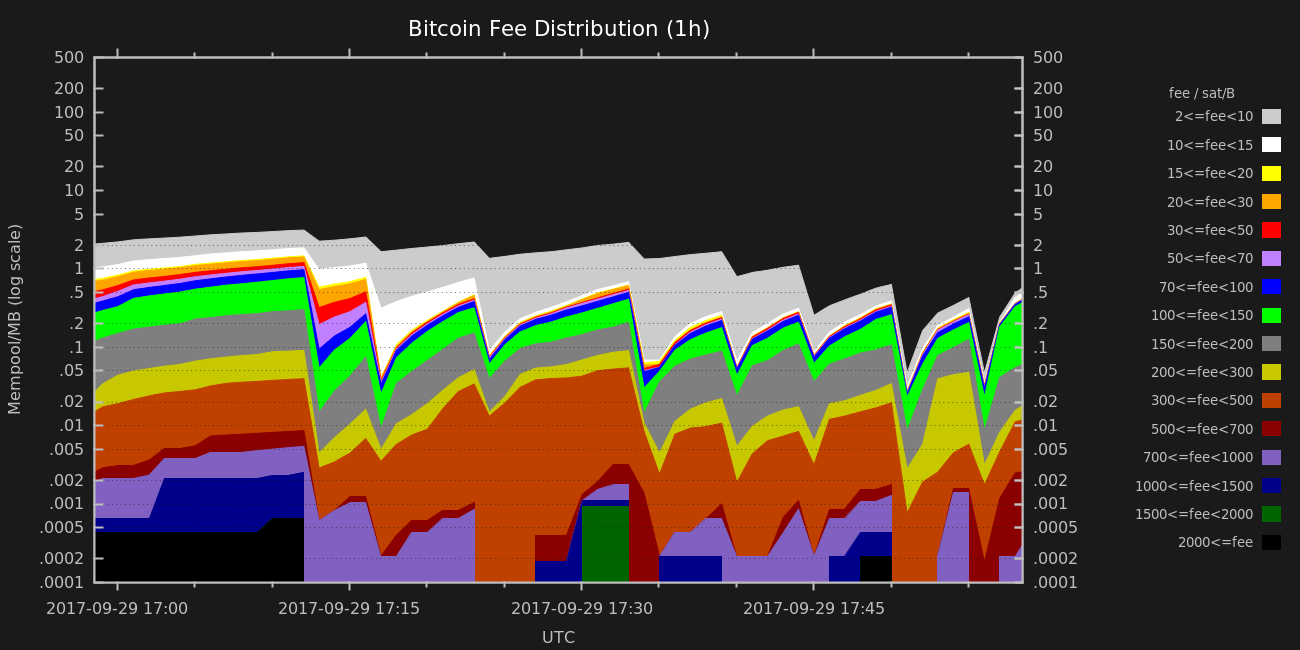 Bitcoin Fee Distribution (1h)
500 500
200 200
100 100
50 50
20 20
10 10
5 5
2 2
1 1
.5 .5
.2 .2
.1 .1
.05 .05
.02 .02
.01 .01
.005 .005
.002 .002
.001 .001
.0005 .0005
.0002 .0002
.0001 .0001
Mempool/MB (log scale)
2017-09-29 17:00 2017-09-29 17:15 2017-09-29 17:30 2017-09-29 17:45
UTC
fee / sat/B
2<=fee<10
10<=fee<15
15<=fee<20
20<=fee<30
30<=fee<50
50<=fee<70
70<=fee<100
100<=fee<150
150<=fee<200
200<=fee<300
300<=fee<500
500<=fee<700
700<=fee<1000
1000<=fee<1500
1500<=fee<2000
2000<=fee